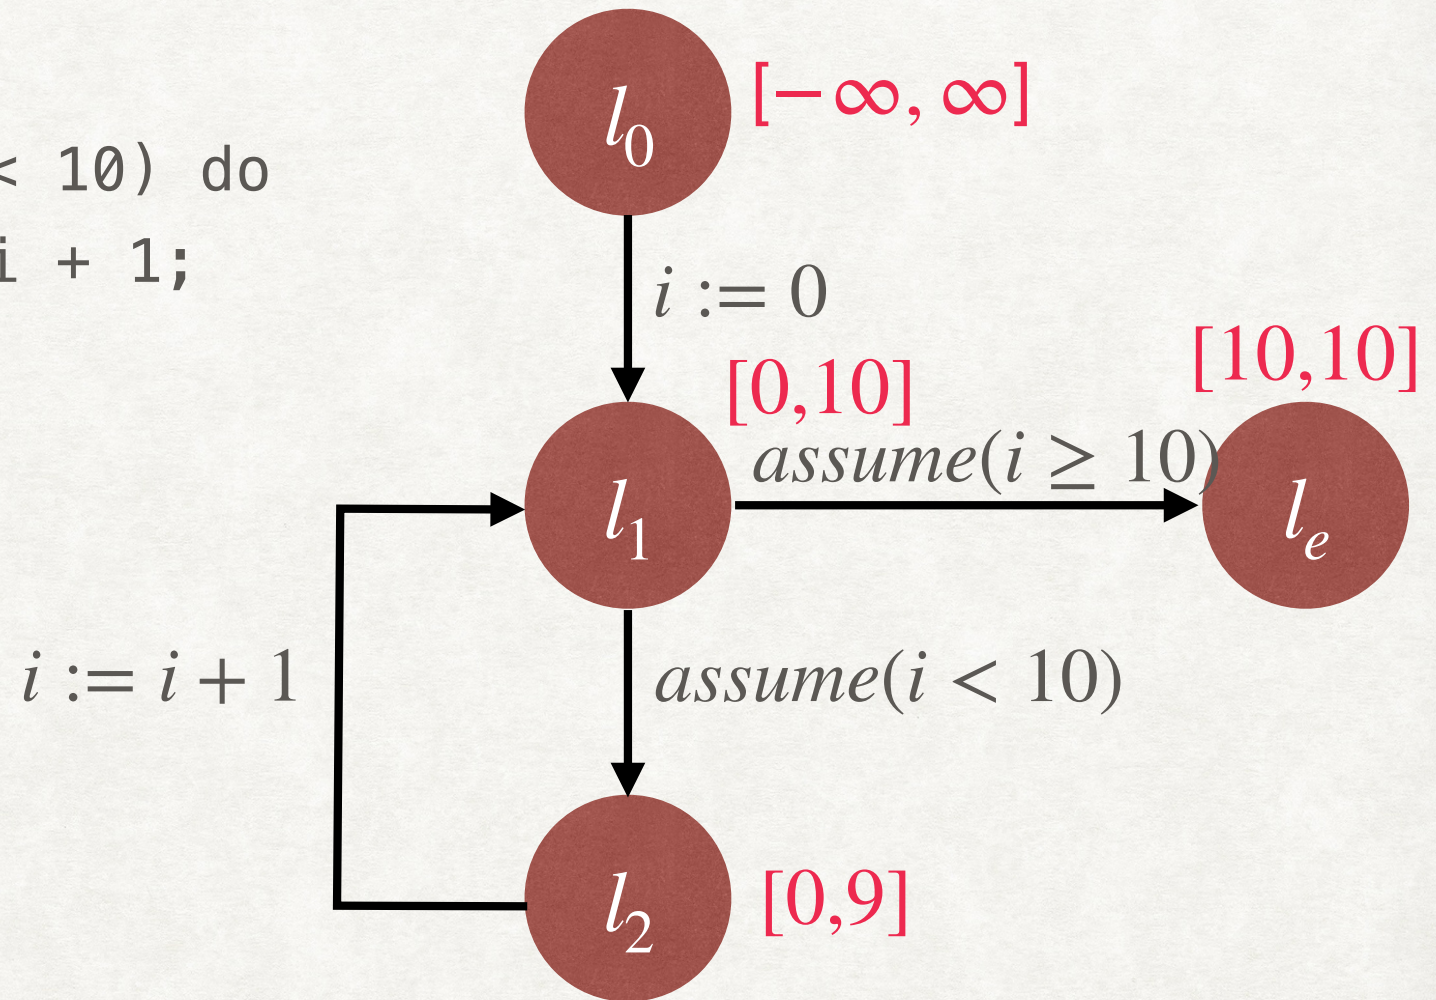 l₀
[−∞, ∞]
< 10) do
i + 1;
i := 0
[0,10]
[10,10]
assume(i ≥ 10)
l₁
lₑ
i := i + 1
assume(i < 10)
l₂
[0,9]